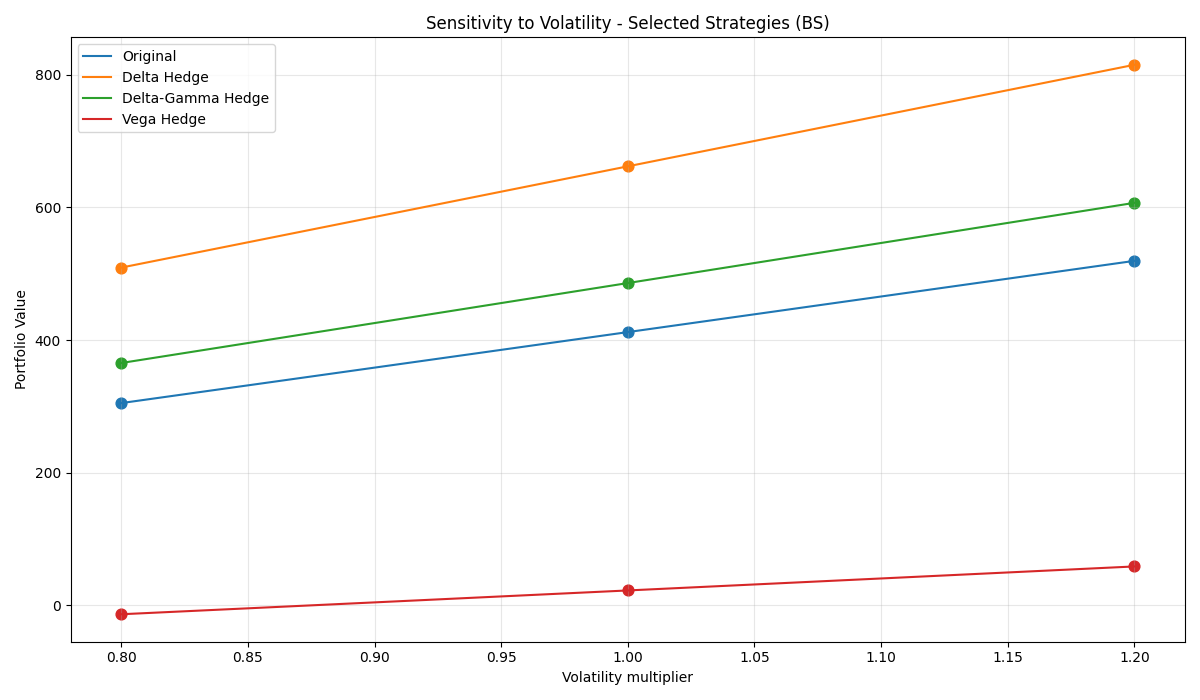 Sensitivity to Volatility - Selected Strategies (BS)
Original
Delta Hedge
Delta-Gamma Hedge
Vega Hedge
Portfolio Value
800
600
400
200
0
0.80 0.85 0.90 0.95 1.00 1.05 1.10 1.15 1.20
Volatility multiplier